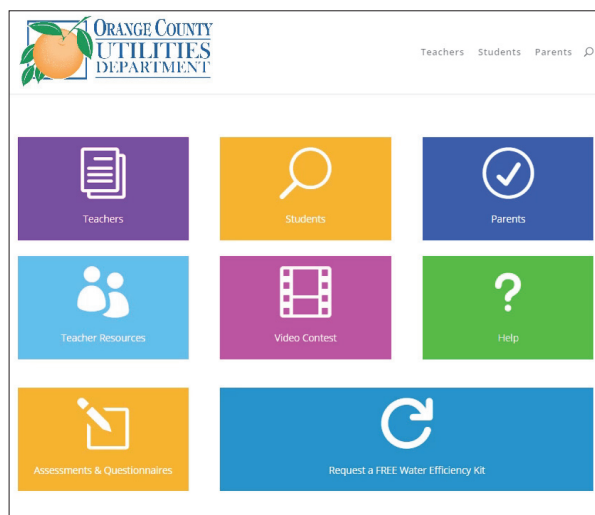 ORANGE COUNTY
UTILITIES
DEPARTMENT
Teachers Students Parents
Teachers
Students
Parents
Teacher Resources
Video Contest
Help
Assessments & Questionnaires
Request a FREE Water Efficiency Kit